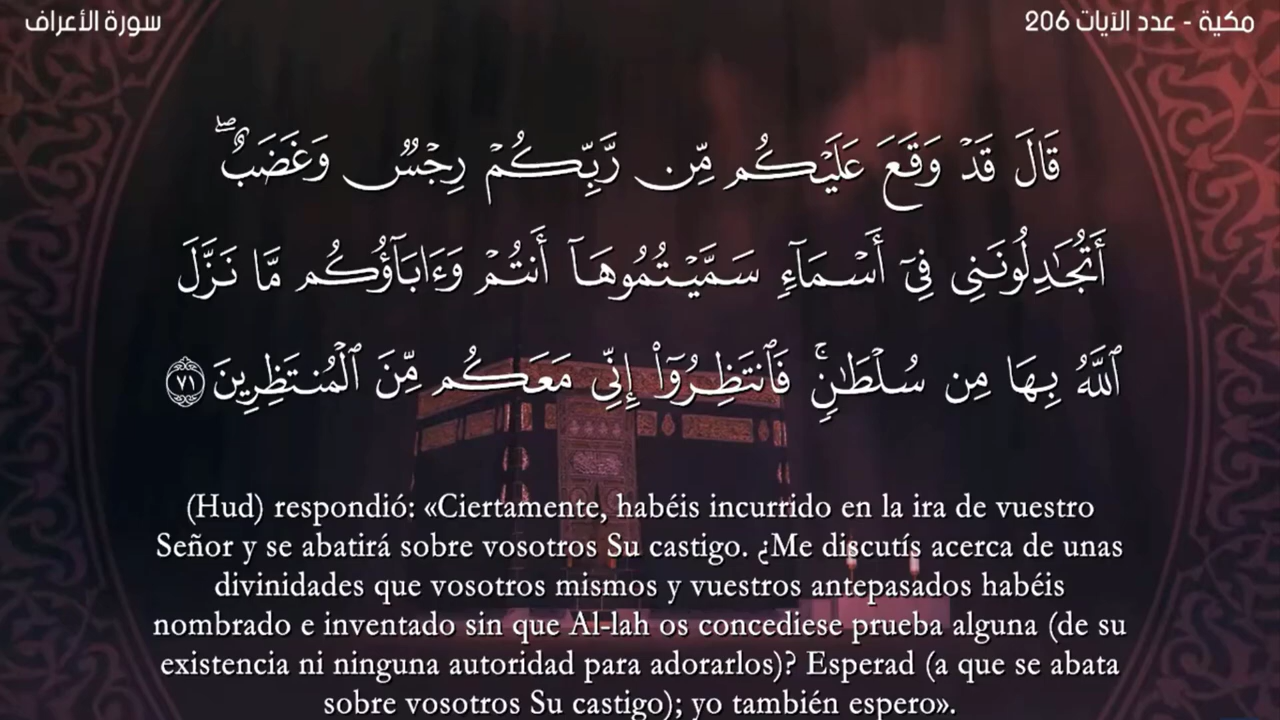 مكية - عدد الآيات 206
سورة الأعراف
قَالَ قَدْ وَقَعَ عَلَيْكُم مِّن رَّبِّكُمْ رِجْسٌ وَغَضَبٌ ۖ
أَتُجَٰدِلُونَنِى فِىٓ أَسْمَآءٍ سَمَّيْتُمُوهَآ أَنتُمْ وَءَابَآؤُكُم مَّا نَزَّلَ
ٱللَّهُ بِهَا مِن سُلْطَٰنٍ ۚ فَٱنتَظِرُوٓا۟ إِنِّى مَعَكُم مِّنَ ٱلْمُنتَظِرِينَ ٧١
(Hud) respondió: «Ciertamente, habéis incurrido en la ira de vuestro
Señor y se abatirá sobre vosotros Su castigo. ¿Me discutís acerca de unas
divinidades que vosotros mismos y vuestros antepasados habéis
nombrado e inventado sin que Al-lah os concediese prueba alguna (de su
existencia ni ninguna autoridad para adorarlos)? Esperad (a que se abata
sobre vosotros Su castigo); yo también espero».